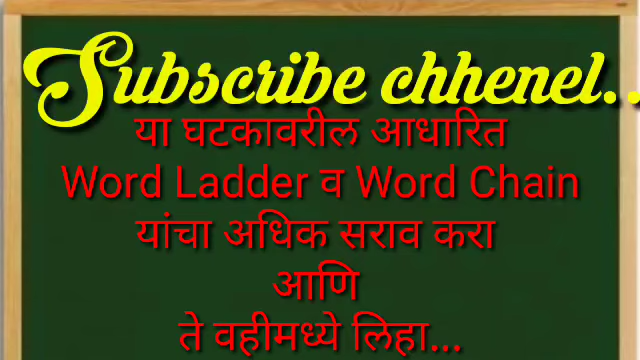 Subscribe chhenel..
या घटकावरील आधारित
Word Ladder व Word Chain
यांचा अधिक सराव करा
आणि
ते वहीमध्ये लिहा...